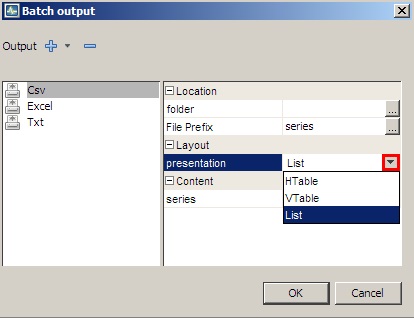 Batch output
Output
Csv
Excel
Txt
Location
folder
...
File Prefix
series
...
Layout
presentation
List
HTable
VTable
List
Content
series
OK
Cancel